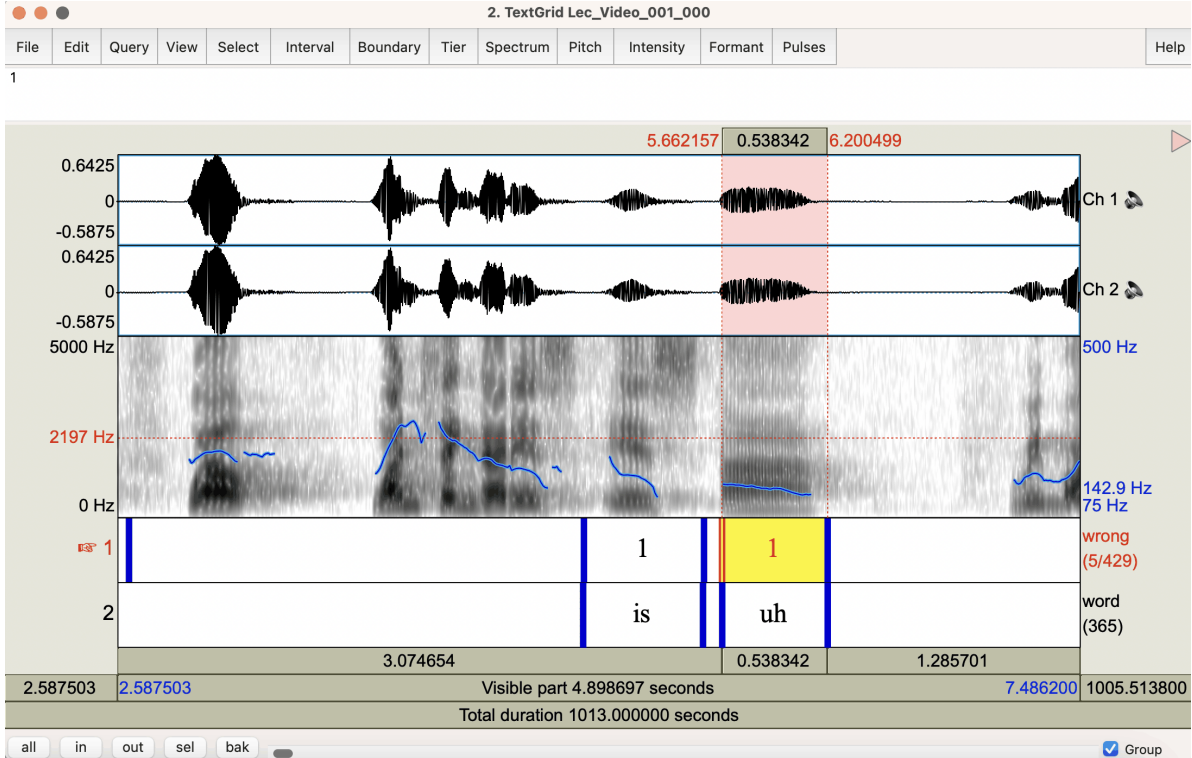 2. TextGrid Lec_Video_001_000
File Edit Query View Select Interval Boundary Tier Spectrum Pitch Intensity Formant Pulses Help
1
5.662157 0.538342 6.200499
0.6425
0
-0.5875
Ch 1
0.6425
0
-0.5875
Ch 2
5000 Hz 500 Hz
2197 Hz
142.9 Hz
0 Hz 75 Hz
1 1 1 wrong
(5/429)
2 is uh word
(365)
3.074654 0.538342 1.285701
2.587503 2.587503 Visible part 4.898697 seconds 7.486200 1005.513800
Total duration 1013.000000 seconds
all in out sel bak Group